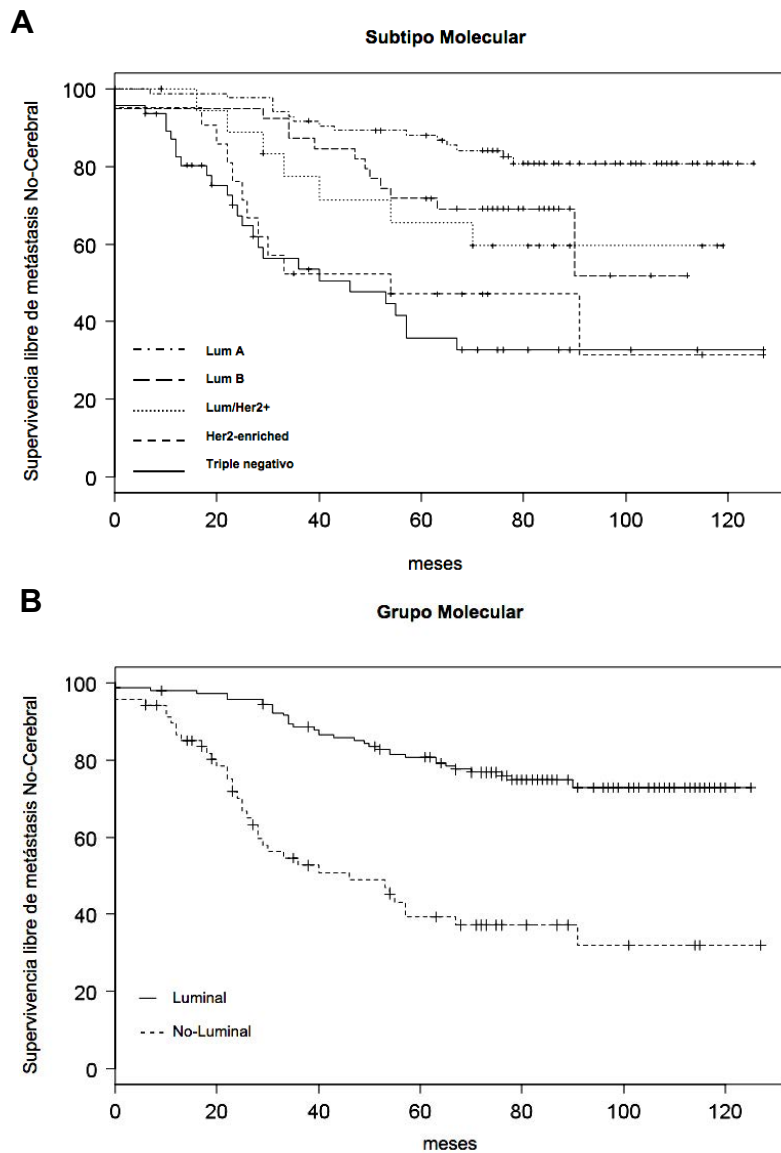 A
Subtipo Molecular
Supervivencia libre de metástasis No-Cerebral
100
80
60
40
20
0
Lum A
Lum B
Lum/Her2+
Her2-enriched
Triple negativo
0 20 40 60 80 100 120
meses
B
Grupo Molecular
Supervivencia libre de metástasis No-Cerebral
100
80
60
40
20
0
Luminal
No-Luminal
0 20 40 60 80 100 120
meses